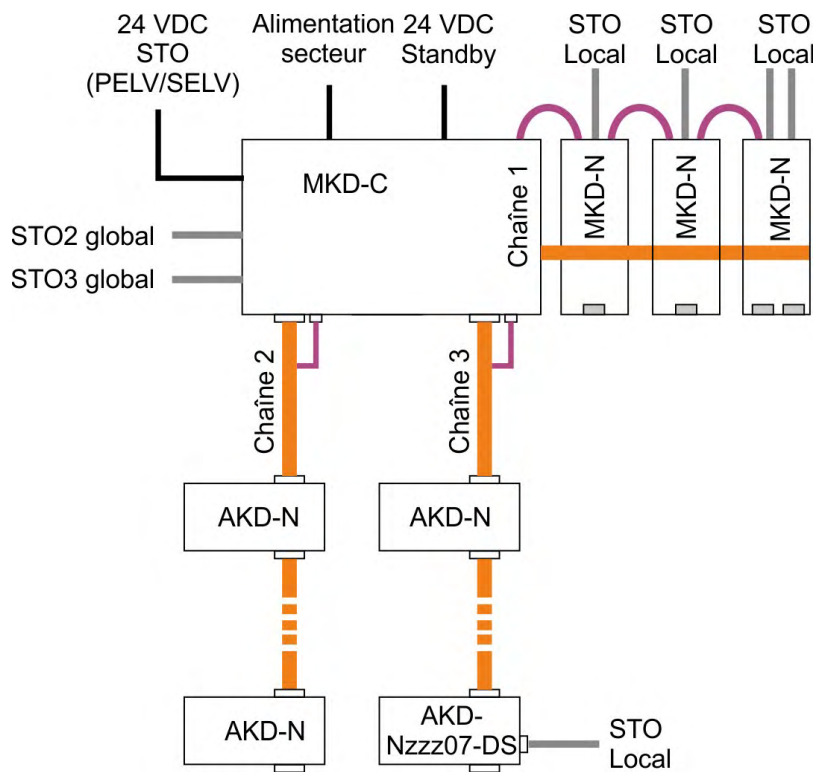 24 VDC
STO
(PELV/SELV)
Alimentation
secteur
24 VDC
Standby
STO
Local
STO
Local
STO
Local
MKD-C
Chaîne 1
MKD-N
MKD-N
MKD-N
STO2 global
STO3 global
Chaîne 2
Chaîne 3
AKD-N
AKD-N
AKD-N
AKD-
Nzzz07-DS
STO
Local